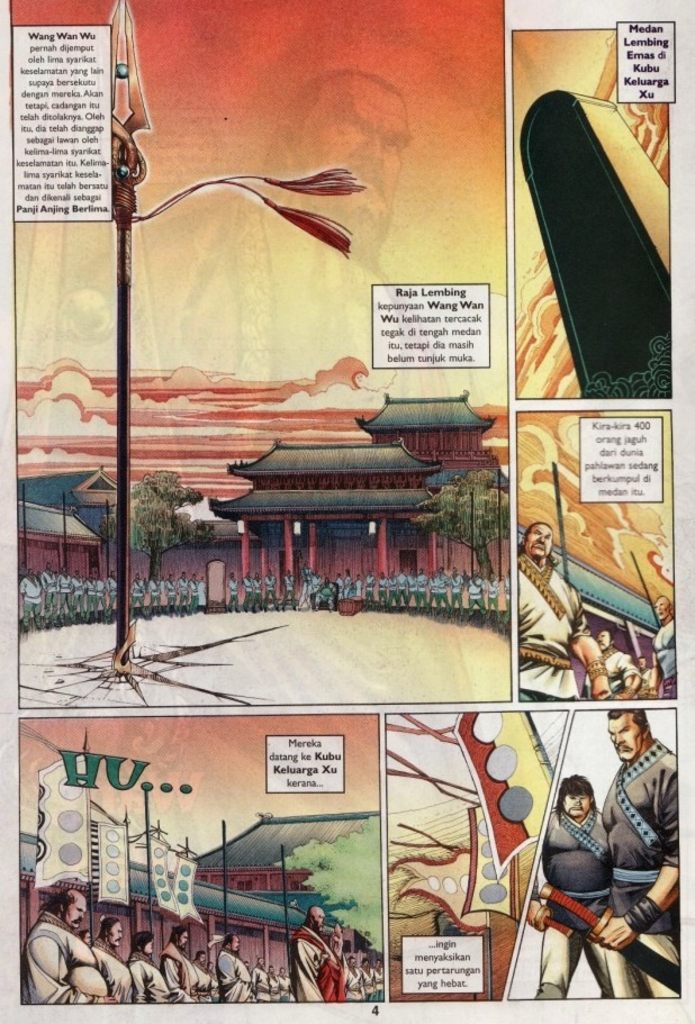 Wang Wan Wu
pernah dijemput
oleh lima syarikat
keselamatan yang lain
supaya bersekutu
dengan mereka. Akan
tetapi, cadangan itu
telah ditolaknya. Oleh
itu, dia telah dianggap
sebagai lawan oleh
kelima-lima syarikat
keselamatan itu. Kelima-
lima syarikat kesela-
matan itu telah bersatu
dan dikenali sebagai
Panji Anjing Berlima.
Medan
Lembing
Emas di
Kubu
Keluarga
Xu
Raja Lembing
kepunyaan Wang Wan
Wu kelihatan tercacak
tegak di tengah medan
itu, tetapi dia masih
belum tunjuk muka.
Kira-kira 400
orang jaguh
dari dunia
pahlawan sedang
berkumpul di
medan itu.
HU...
Mereka
datang ke Kubu
Keluarga Xu
kerana...
...ingin
menyaksikan
satu pertarungan
yang hebat.
4